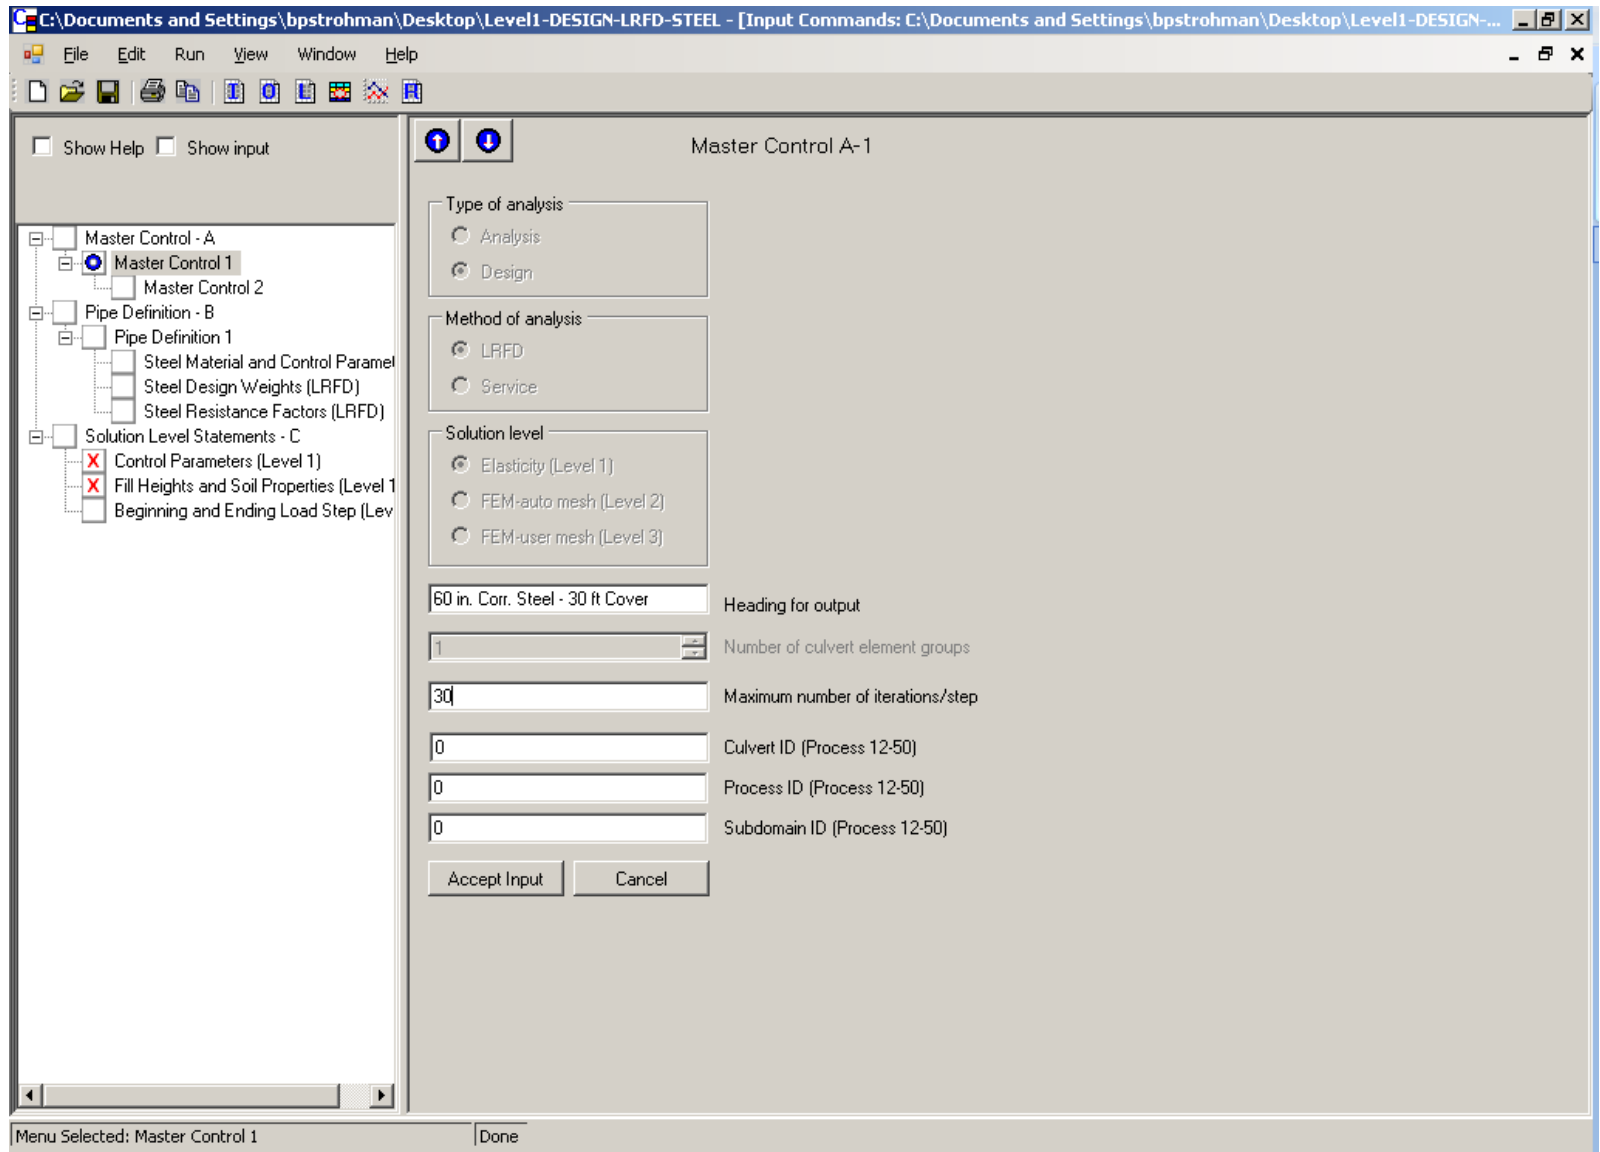 C:\Documents and Settings\bpstrohman\Desktop\Level1-DESIGN-LRFD-STEEL - [Input Commands: C:\Documents and Settings\bpstrohman\Desktop\Level1-DESIGN-...
File Edit Run View Window Help
Show Help Show input
Master Control - A
Master Control 1
Master Control 2
Pipe Definition - B
Pipe Definition 1
Steel Material and Control Paramet
Steel Design Weights (LRFD)
Steel Resistance Factors (LRFD)
Solution Level Statements - C
Control Parameters (Level 1)
Fill Heights and Soil Properties (Level 1
Beginning and Ending Load Step (Lev
Master Control A-1
Type of analysis
Analysis
Design
Method of analysis
LRFD
Service
Solution level
Elasticity (Level 1)
FEM-auto mesh (Level 2)
FEM-user mesh (Level 3)
60 in. Corr. Steel - 30 ft Cover Heading for output
1 Number of culvert element groups
30 Maximum number of iterations/step
0 Culvert ID (Process 12-50)
0 Process ID (Process 12-50)
0 Subdomain ID (Process 12-50)
Accept Input Cancel
Menu Selected: Master Control 1 Done